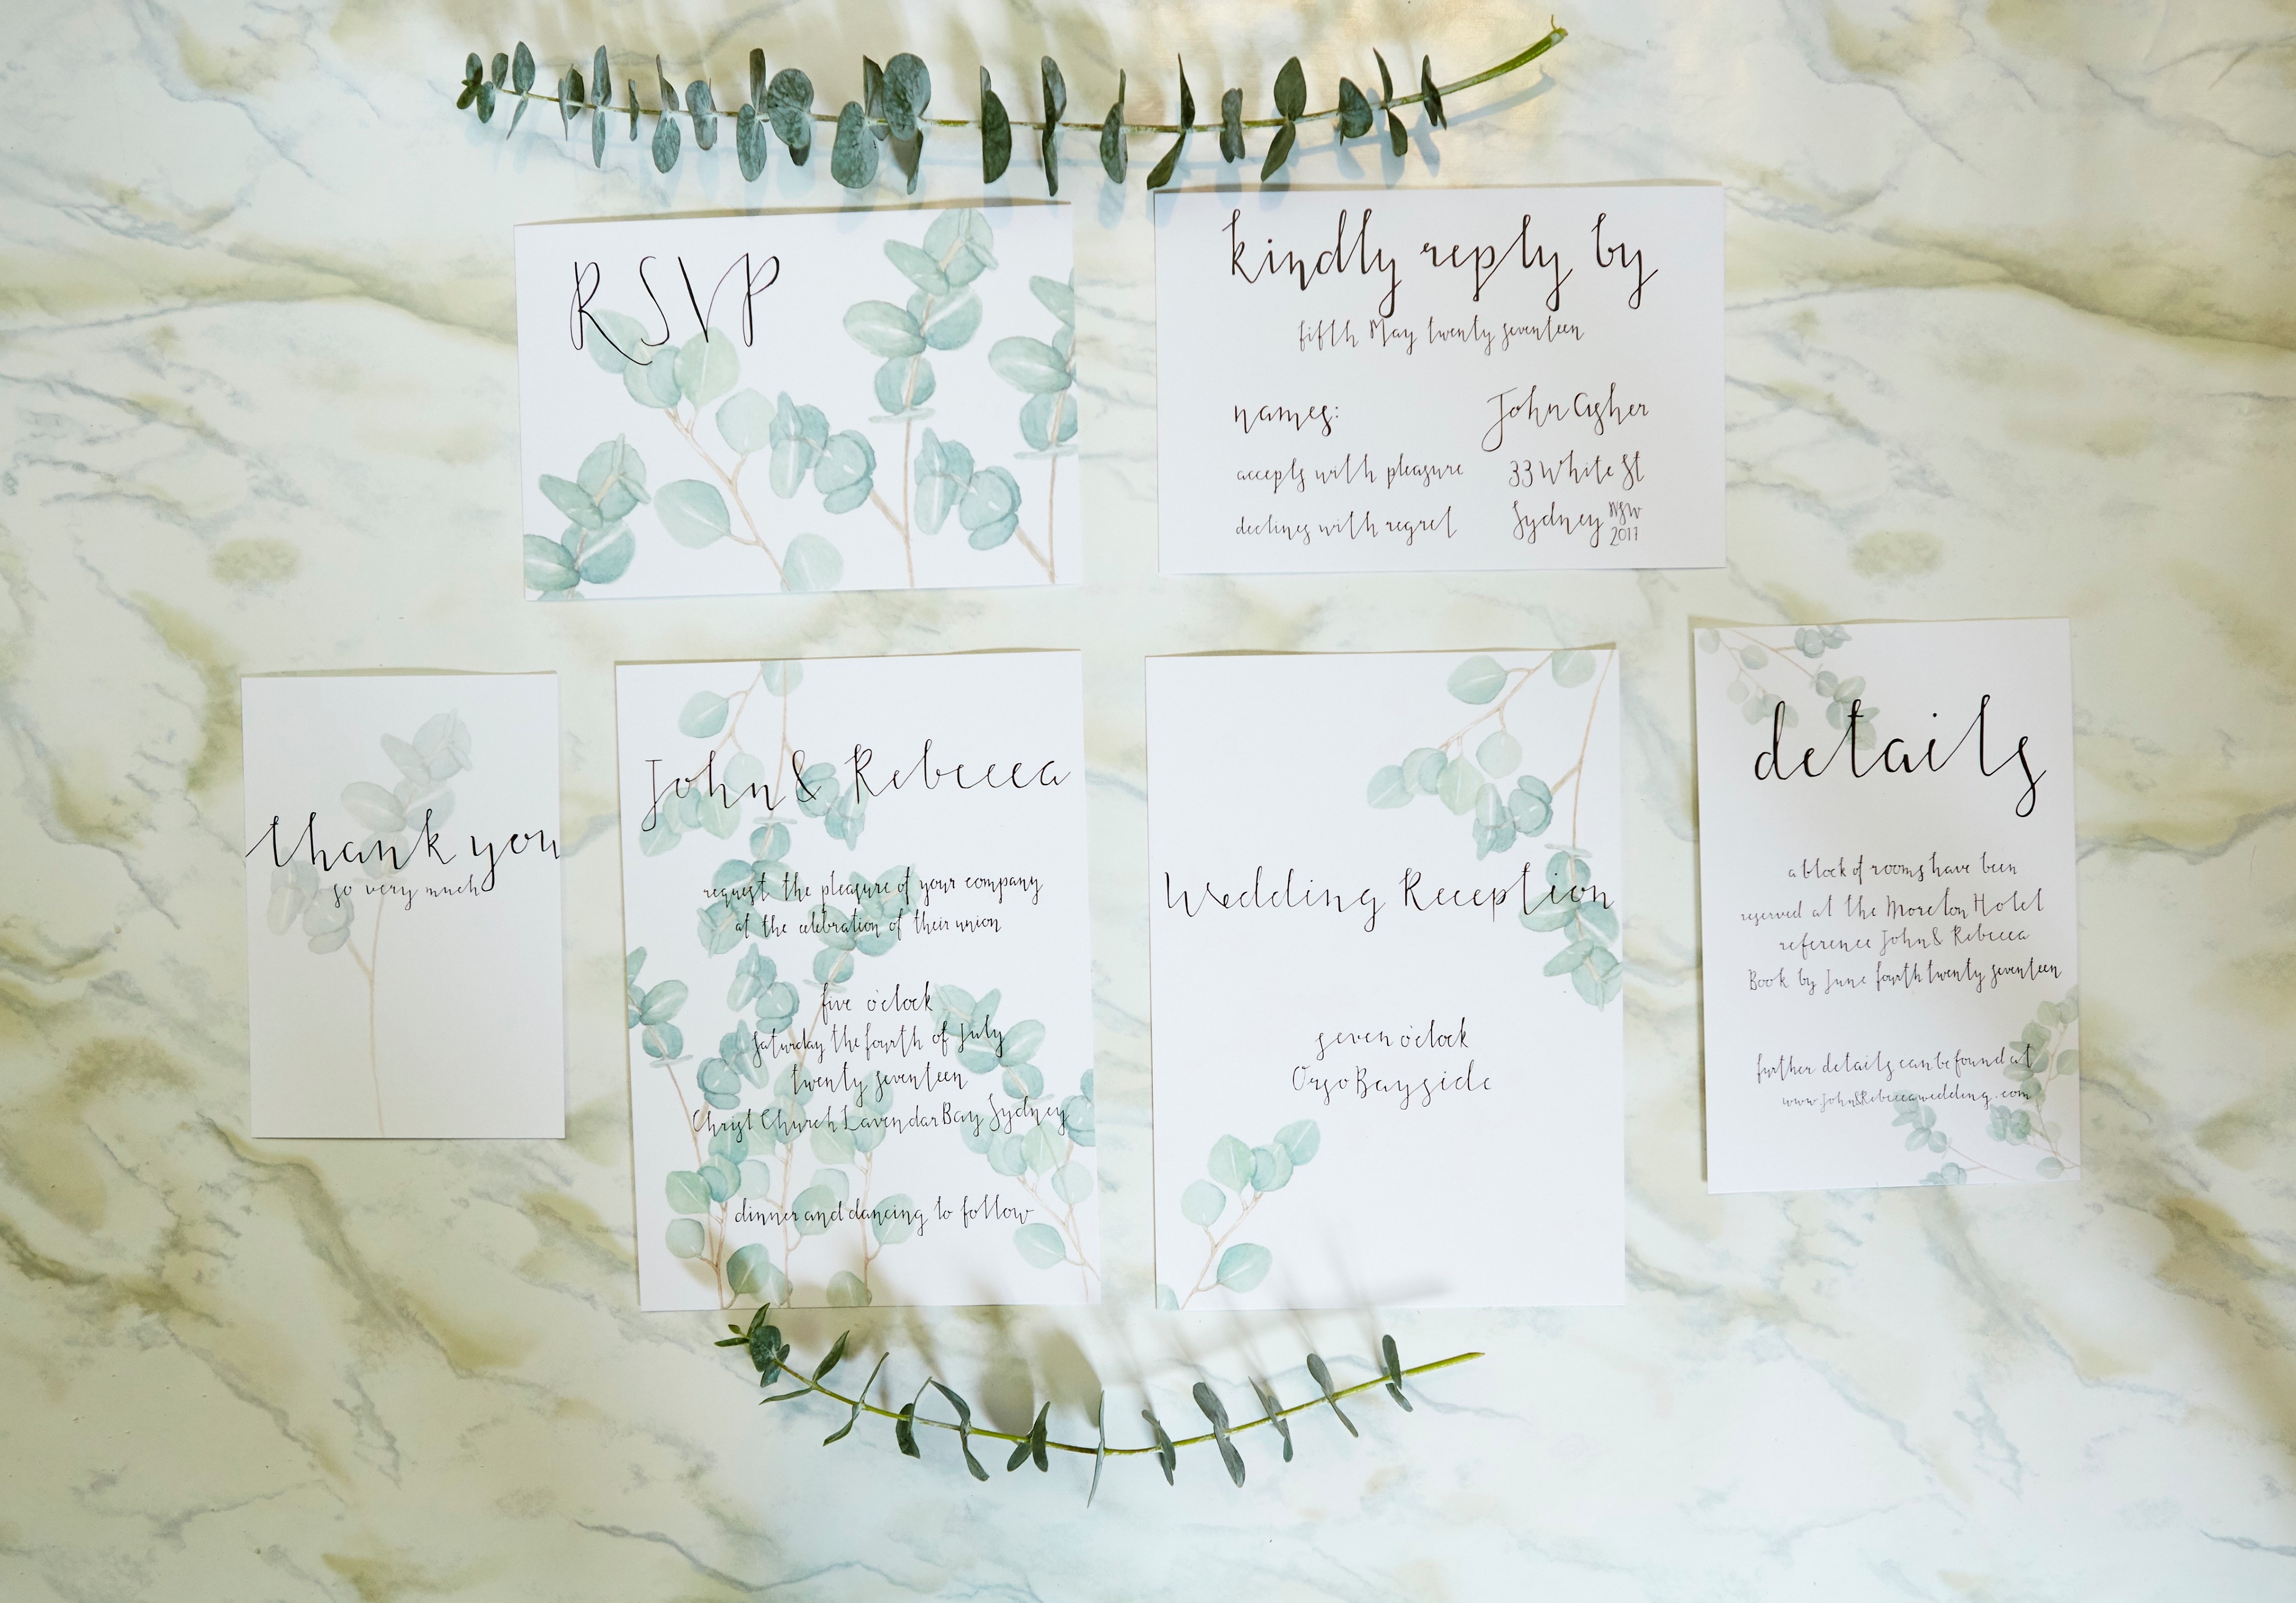 RSVP
kindly reply by
fifth May twenty seventeen
names:
accepts with pleasure
declines with regret
John Asher
33 White St
Sydney NSW
2017
thank you
so very much
John & Rebecca
request the pleasure of your company
at the celebration of their union
five o'clock
saturday the fourth of July
twenty seventeen
Christ Church Lavendar Bay Sydney
dinner and dancing to follow
Wedding Reception
seven o'clock
Orso Bayside
details
a block of rooms have been
reserved at the Moreton Hotel
reference John & Rebecca
Book by June fourth twenty seventeen
further details can be found at
www.John&Rebeccawedding.com